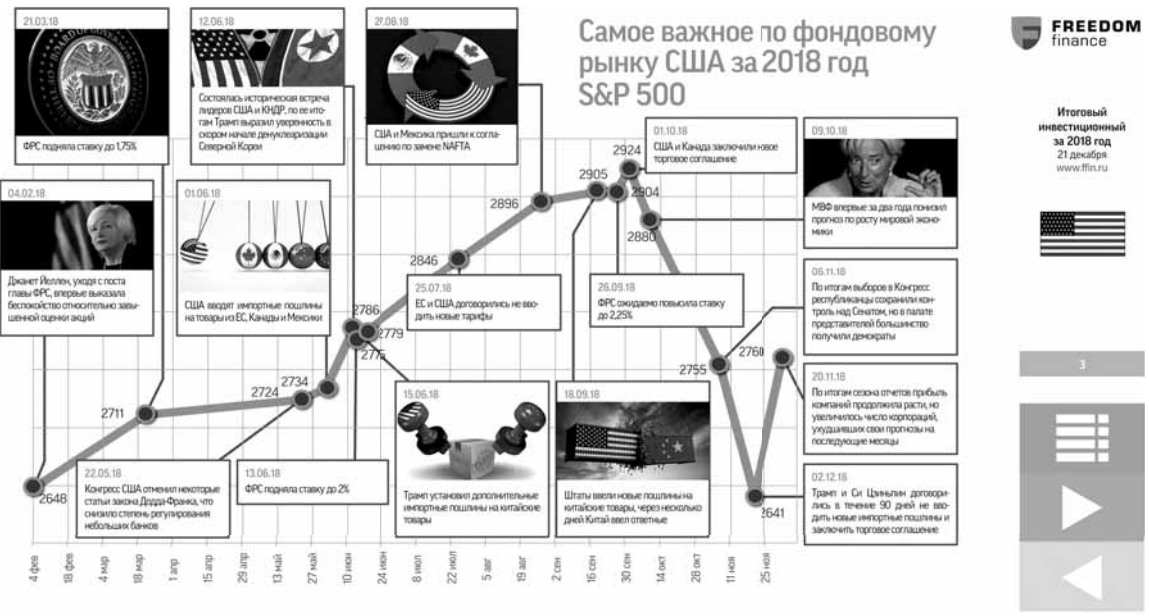 Самое важное по фондовому
рынку США за 2018 год
S&P 500
FREEDOM
finance
Итоговый
инвестиционный
за 2018 год
21 декабря
www.ffin.ru
3
21.03.18
ФРС подняла ставку до 1,75%
12.06.18
Состоялась историческая встреча
лидеров США и КНДР, по ее ито-
гам Трамп выразил уверенность в
скором начале денуклеаризации
Северной Кореи
27.08.18
США и Мексика пришли к согла-
шению по замене NAFTA
01.10.18
США и Канада заключили новое
торговое соглашение
09.10.18
МВФ впервые за два года понизил
прогноз по росту мировой эконо-
мики
04.02.18
Джанет Йеллен, уходя с поста
главы ФРС, впервые выказала
беспокойство относительно завы-
шенной оценки акций
01.06.18
США вводят импортные пошлины
на товары из ЕС, Канады и Мексики
25.07.18
ЕС и США договорились не вво-
дить новые тарифы
26.09.18
ФРС ожидаемо повысила ставку
до 2,25%
06.11.18
По итогам выборов в Конгресс
республиканцы сохранили кон-
троль над Сенатом, но в палате
представителей большинство
получили демократы
20.11.18
По итогам сезона отчетов прибыль
компаний продолжила расти, но
увеличилось число корпораций,
ухудшивших свои прогнозы на
последующие месяцы
22.05.18
Конгресс США отменил некоторые
статьи закона Додда-Франка, что
снизило степень регулирования
небольших банков
13.06.18
ФРС подняла ставку до 2%
15.06.18
Трамп установил дополнительные
импортные пошлины на китайские
товары
18.09.18
Штаты ввели новые пошлины на
китайские товары, через несколько
дней Китай ввел ответные
02.12.18
Трамп и Си Цзиньпин договори-
лись в течение 90 дней не вво-
дить новые импортные пошлины и
заключить торговое соглашение
2648
2711
2724
2734
2786
2775
2779
2846
2896
2905
2904
2924
2880
2755
2641
2760
4 фев
18 фев
4 мар
18 мар
1 апр
15 апр
29 апр
13 май
27 май
10 июн
24 июн
8 июл
22 июл
5 авг
19 авг
2 сен
16 сен
30 сен
14 окт
28 окт
11 ноя
25 ноя